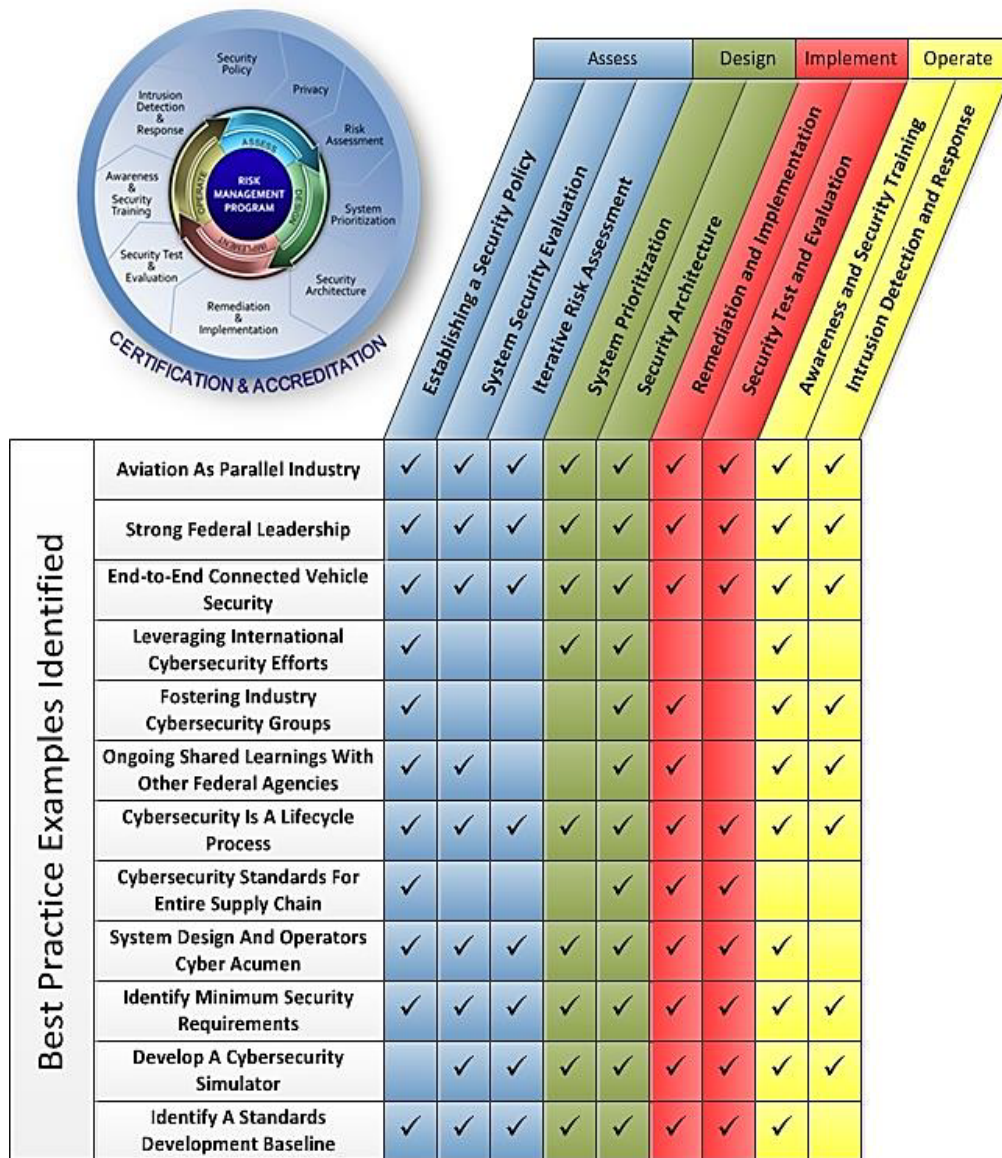 Security
Policy
Privacy
Intrusion
Detection
&
Response
Risk
Assessment
Awareness
&
Security
Training
System
Prioritization
Security Test
&
Evaluation
Security
Architecture
Remediation
&
Implementation
ASSESS
DESIGN
IMPLEMENT
OPERATE
RISK
MANAGEMENT
PROGRAM
CERTIFICATION & ACCREDITATION
Assess
Design
Implement
Operate
Establishing a Security Policy
System Security Evaluation
Iterative Risk Assessment
System Prioritization
Security Architecture
Remediation and Implementation
Security Test and Evaluation
Awareness and Security Training
Intrusion Detection and Response
Best Practice Examples Identified
Aviation As Parallel Industry ✓ ✓ ✓ ✓ ✓ ✓ ✓ ✓ ✓
Strong Federal Leadership ✓ ✓ ✓ ✓ ✓ ✓ ✓ ✓ ✓
End-to-End Connected Vehicle
Security ✓ ✓ ✓ ✓ ✓ ✓ ✓ ✓ ✓
Leveraging International
Cybersecurity Efforts ✓ ✓ ✓ ✓
Fostering Industry
Cybersecurity Groups ✓ ✓ ✓ ✓ ✓
Ongoing Shared Learnings With
Other Federal Agencies ✓ ✓ ✓ ✓ ✓ ✓
Cybersecurity Is A Lifecycle
Process ✓ ✓ ✓ ✓ ✓ ✓ ✓ ✓ ✓
Cybersecurity Standards For
Entire Supply Chain ✓ ✓ ✓ ✓
System Design And Operators
Cyber Acumen ✓ ✓ ✓ ✓ ✓ ✓ ✓ ✓
Identify Minimum Security
Requirements ✓ ✓ ✓ ✓ ✓ ✓ ✓ ✓ ✓
Develop A Cybersecurity
Simulator ✓ ✓ ✓ ✓ ✓ ✓ ✓ ✓
Identify A Standards
Development Baseline ✓ ✓ ✓ ✓ ✓ ✓ ✓ ✓